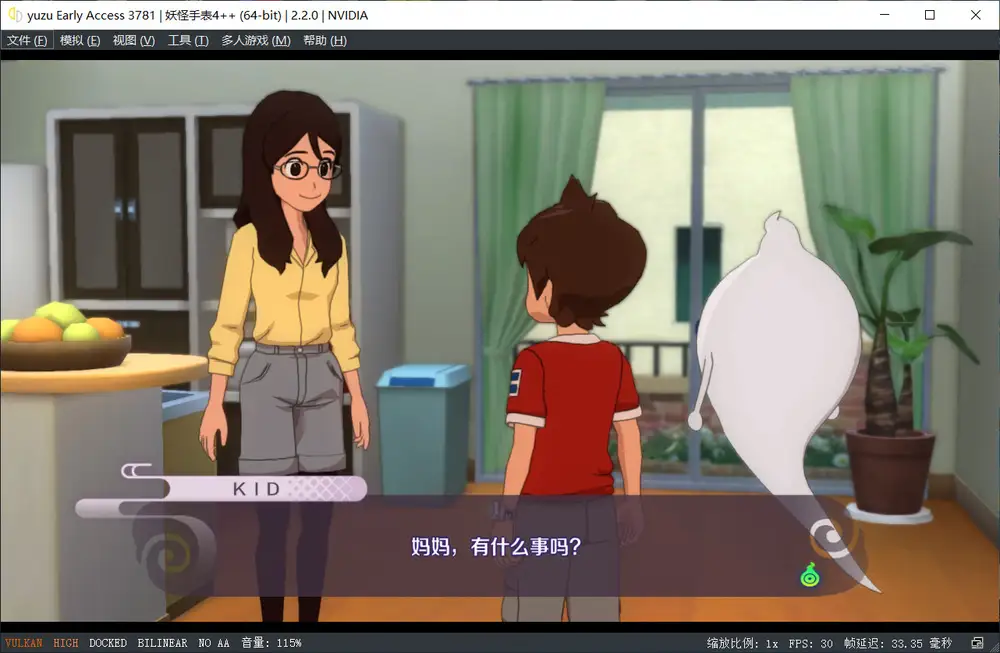 yuzu Early Access 3781 | 妖怪手表4++ (64-bit) | 2.2.0 | NVIDIA
文件 (F) 模拟 (E) 视图 (V) 工具 (T) 多人游戏 (M) 帮助 (H)
KID
妈妈，有什么事吗？
VULKAN HIGH DOCKED BILINEAR NO AA 音量: 115% 缩放比例: 1x FPS: 30 帧延迟: 33.35 毫秒